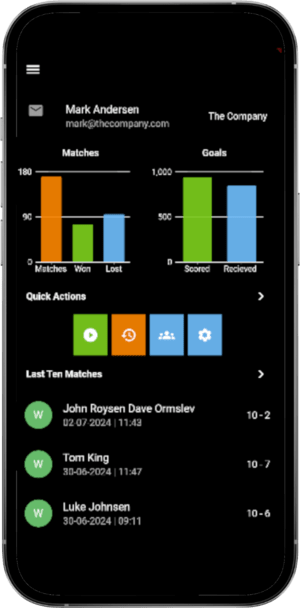 Mark Andersen
mark@thecompany.com
The Company
Matches
Goals
180
90
0
Matches Won Lost
1,000
500
0
Scored Recieved
Quick Actions
Last Ten Matches
W
John Roysen Dave Ormslev
02-07-2024 | 11:43
10-2
W
Tom King
30-06-2024 | 11:47
10-7
W
Luke Johnsen
30-06-2024 | 09:11
10-6